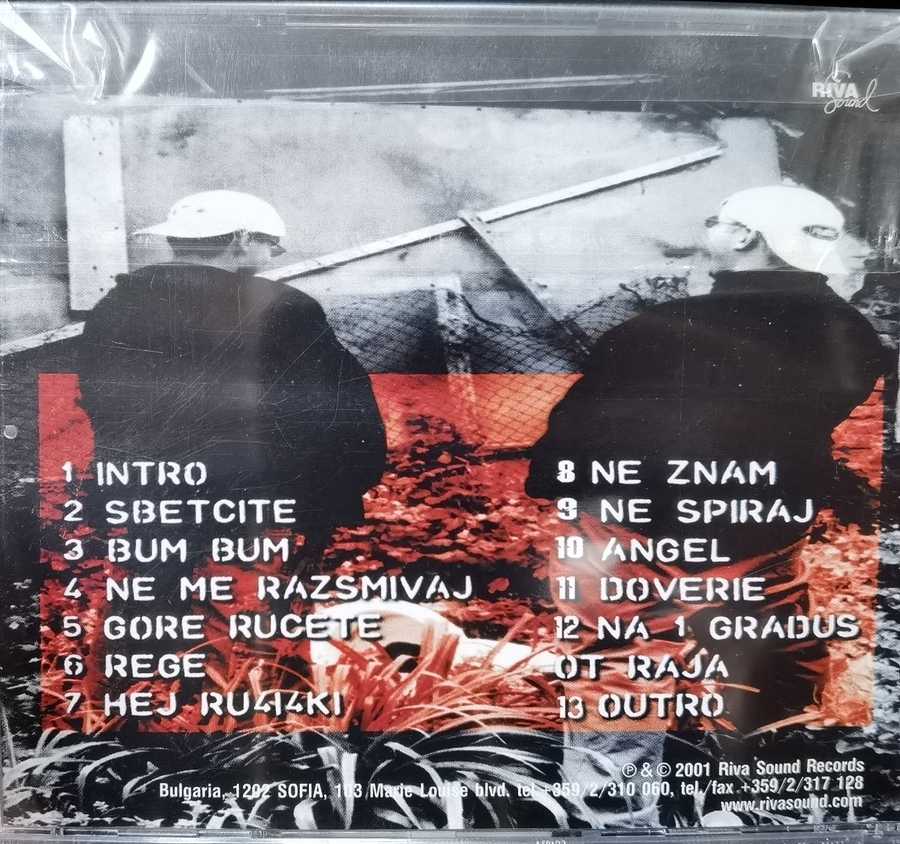 RIVA
Sound
1 INTRO
2 SBETCITE
3 BUM BUM
4 NE ME RAZSMIVAJ
5 GORE RUCETE
6 REGE
7 HEJ RU4I4KI
8 NE ZNAM
9 NE SPIRAJ
10 ANGEL
11 DOVERIE
12 NA 1 GRADUS
OT RAJA
13 OUTRO
℗ & © 2001 Riva Sound Records
Bulgaria, 1202 SOFIA, 103 Marie Louise blvd. tel +359/2/310 060, tel./fax +359/2/317 128
www.rivasound.com